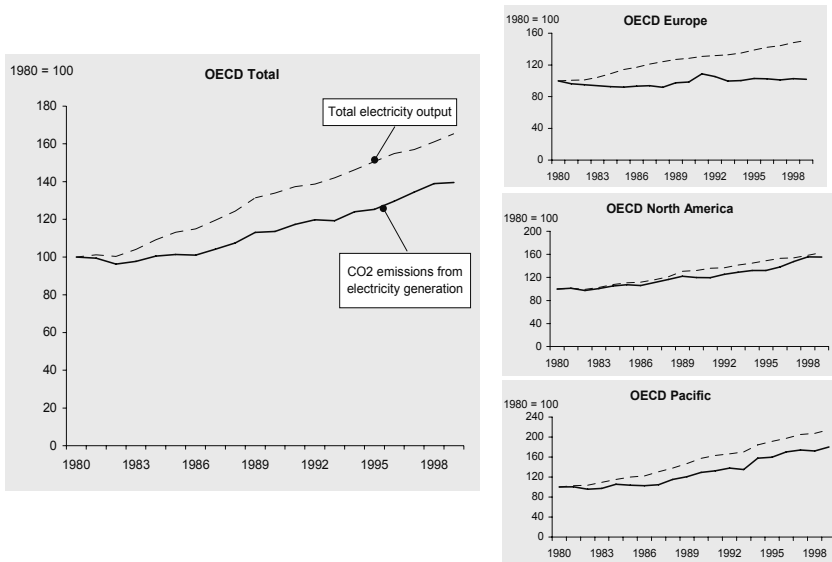 OECD Total
1980 = 100
180
160
140
120
100
80
60
40
20
0
1980 1983 1986 1989 1992 1995 1998
Total electricity output
CO2 emissions from
electricity generation
OECD Europe
1980 = 100
160
120
80
40
0
1980 1983 1986 1989 1992 1995 1998
OECD North America
1980 = 100
200
160
120
80
40
0
1980 1983 1986 1989 1992 1995 1998
OECD Pacific
1980 = 100
240
200
160
120
80
40
0
1980 1983 1986 1989 1992 1995 1998